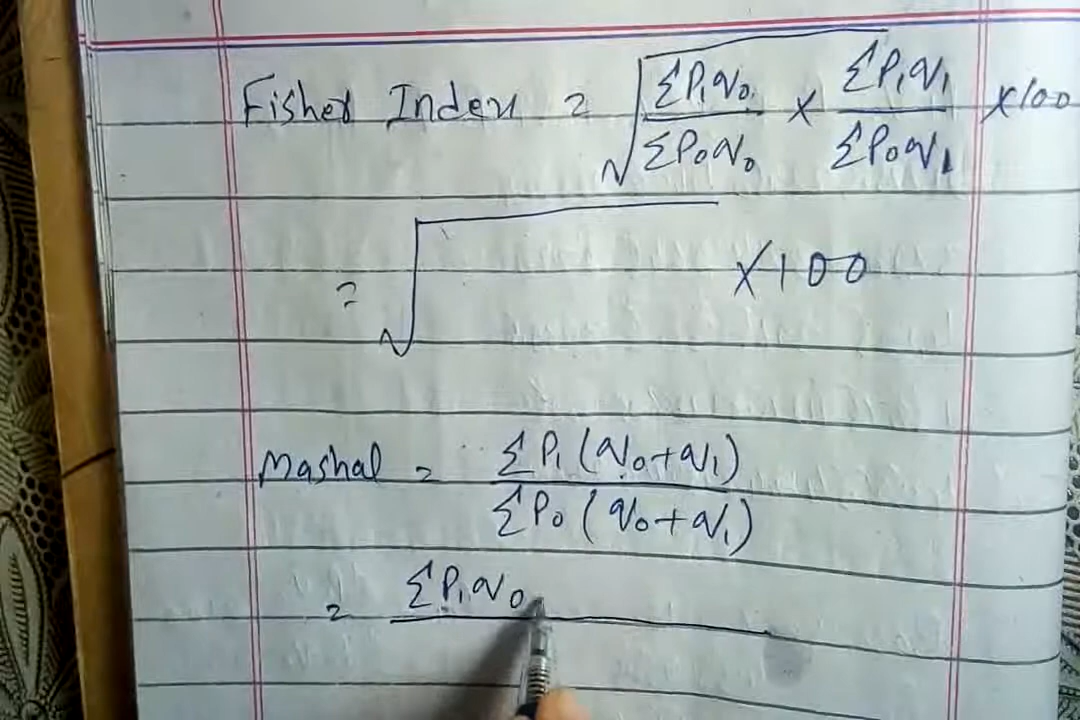 Fisher Index = √ ΣP₁q₀/ΣP₀q₀ × ΣP₁q₁/ΣP₀q₁ ×100
= √ ×100
Mashal = ΣP₁(q₀+q₁)/ΣP₀(q₀+q₁)
= ΣP₁q₀